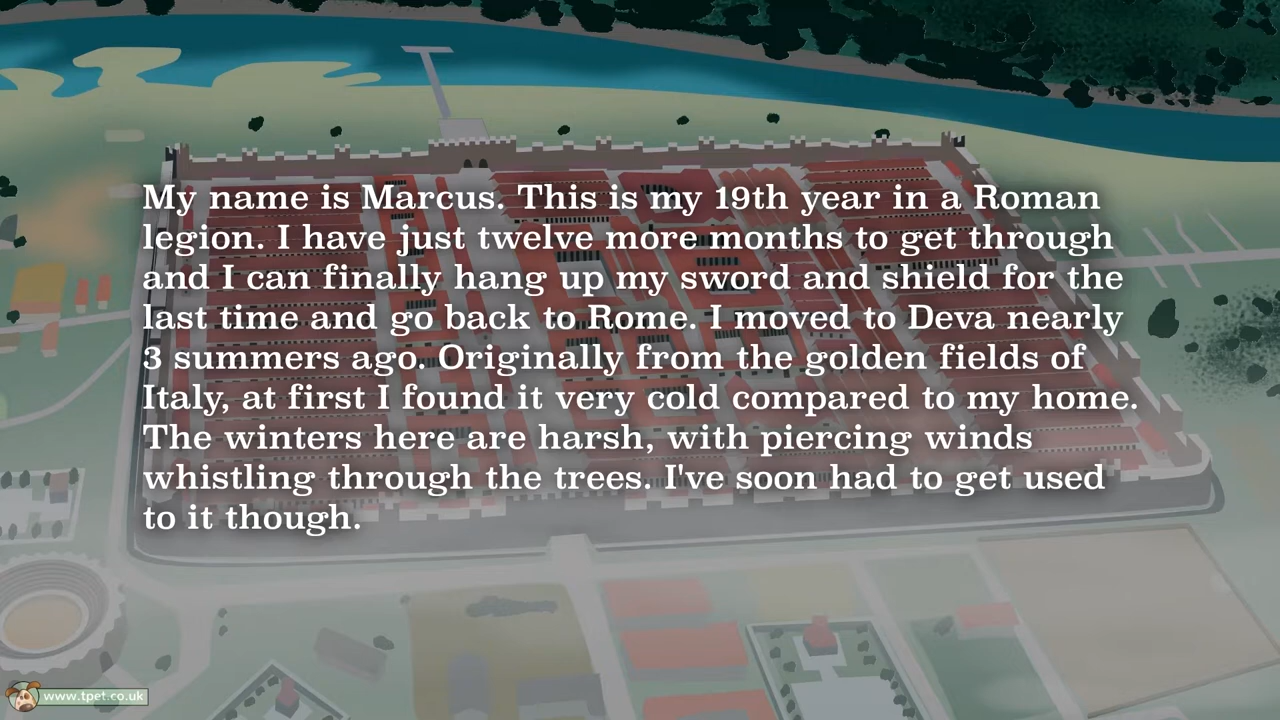 My name is Marcus. This is my 19th year in a Roman
legion. I have just twelve more months to get through
and I can finally hang up my sword and shield for the
last time and go back to Rome. I moved to Deva nearly
3 summers ago. Originally from the golden fields of
Italy, at first I found it very cold compared to my home.
The winters here are harsh, with piercing winds
whistling through the trees. I've soon had to get used
to it though.
www.tpet.co.uk